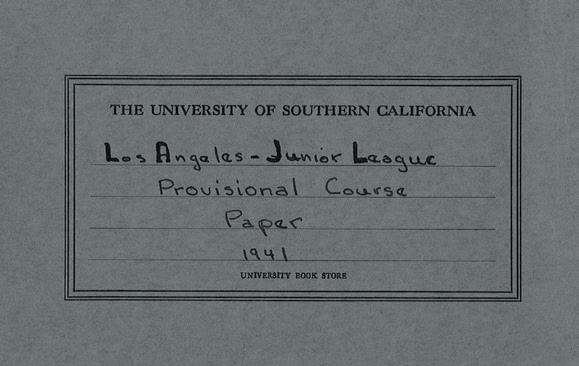 THE UNIVERSITY OF SOUTHERN CALIFORNIA
Los Angeles - Junior League
Provisional Course
Paper
1941
UNIVERSITY BOOK STORE